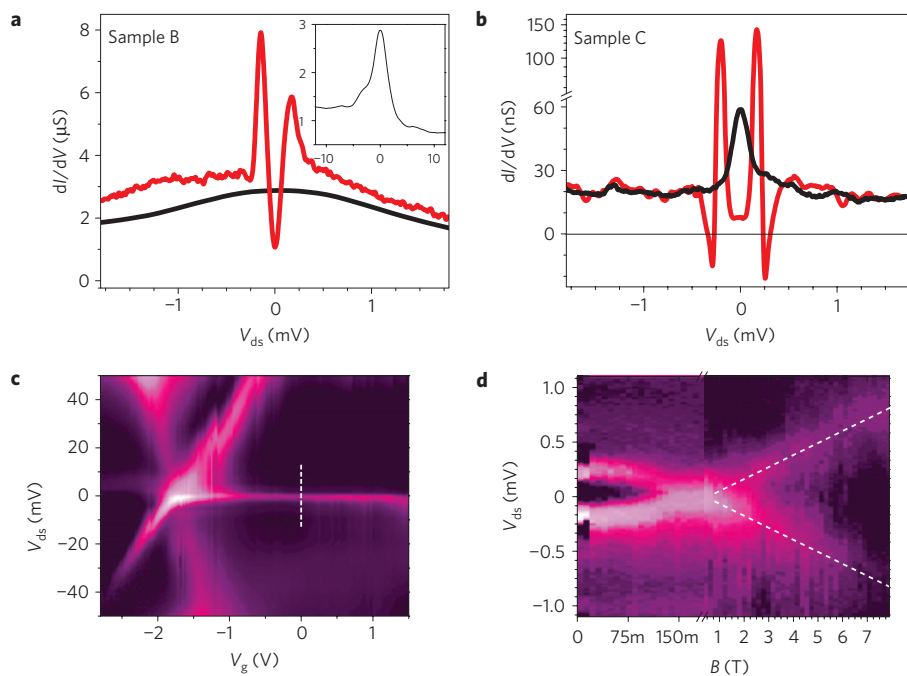 a
Sample B
dI/dV (μS)
8
6
4
2
0
−1
0
1
V_ds (mV)
3
2
1
−10
0
10
b
Sample C
dI/dV (nS)
150
100
60
30
0
−1
0
1
V_ds (mV)
c
V_ds (mV)
40
20
0
−20
−40
−2
−1
0
1
V_g (V)
d
V_ds (mV)
1.0
0.5
0
−0.5
−1.0
0
75m
150m
1
2
3
4
5
6
7
B (T)